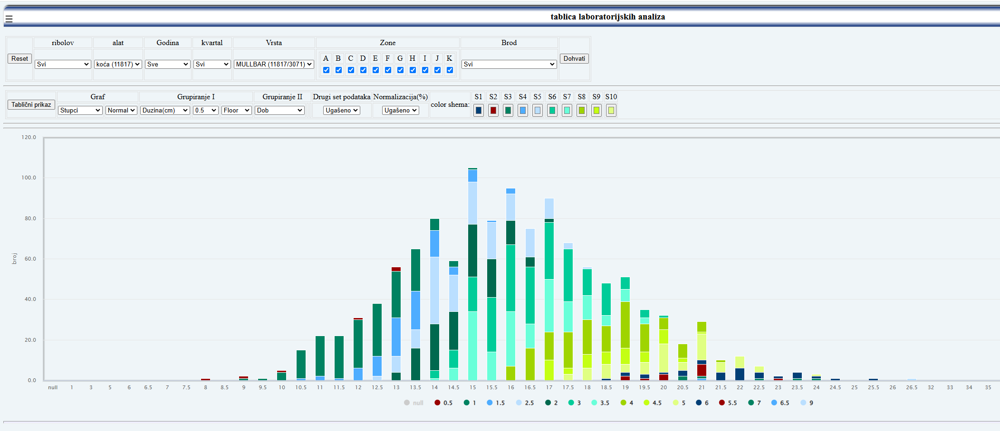 ☰ tablica laboratorijskih analiza
Reset ribolov alat Godina kvartal Vrsta Zone Brod Dohvati
A B C D E F G H I J K
Svi koća (11817) Sve Svi MULLBAR (11817/3071) Svi
Tablični prikaz Graf Grupiranje I Grupiranje II Drugi set podataka Normalizacija(%) color shema: S1 S2 S3 S4 S5 S6 S7 S8 S9 S10
Stupci Normal Duzina(cm) 0.5 Floor Dob Ugašeno Ugašeno
120.0
100.0
80.0
60.0
40.0
20.0
0.0
broj
null 1 3 5 6 6.5 7 7.5 8 8.5 9 9.5 10 10.5 11 11.5 12 12.5 13 13.5 14 14.5 15 15.5 16 16.5 17 17.5 18 18.5 19 19.5 20 20.5 21 21.5 22 22.5 23 23.5 24 24.5 25 25.5 26 26.5 32 33 34 35
null 0.5 1 1.5 2.5 2 3 3.5 4 4.5 5 6 5.5 7 6.5 9